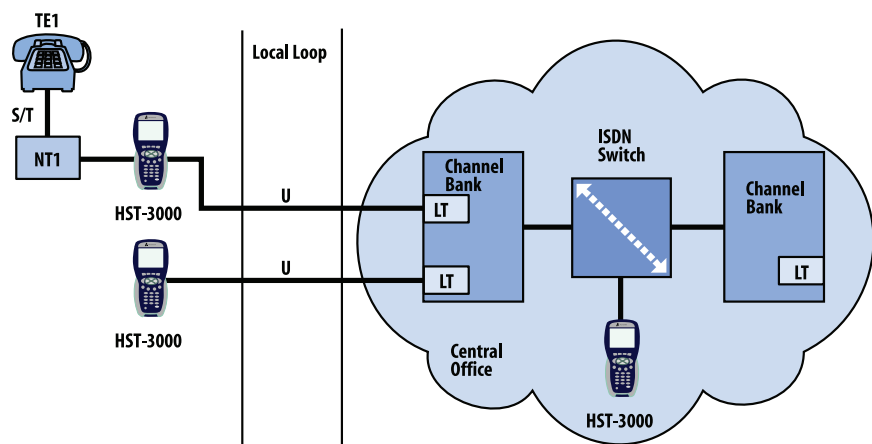 TE1
Local Loop
S/T
NT1
HST-3000
U
HST-3000
U
Channel
Bank
LT
LT
ISDN
Switch
Channel
Bank
LT
Central
Office
HST-3000